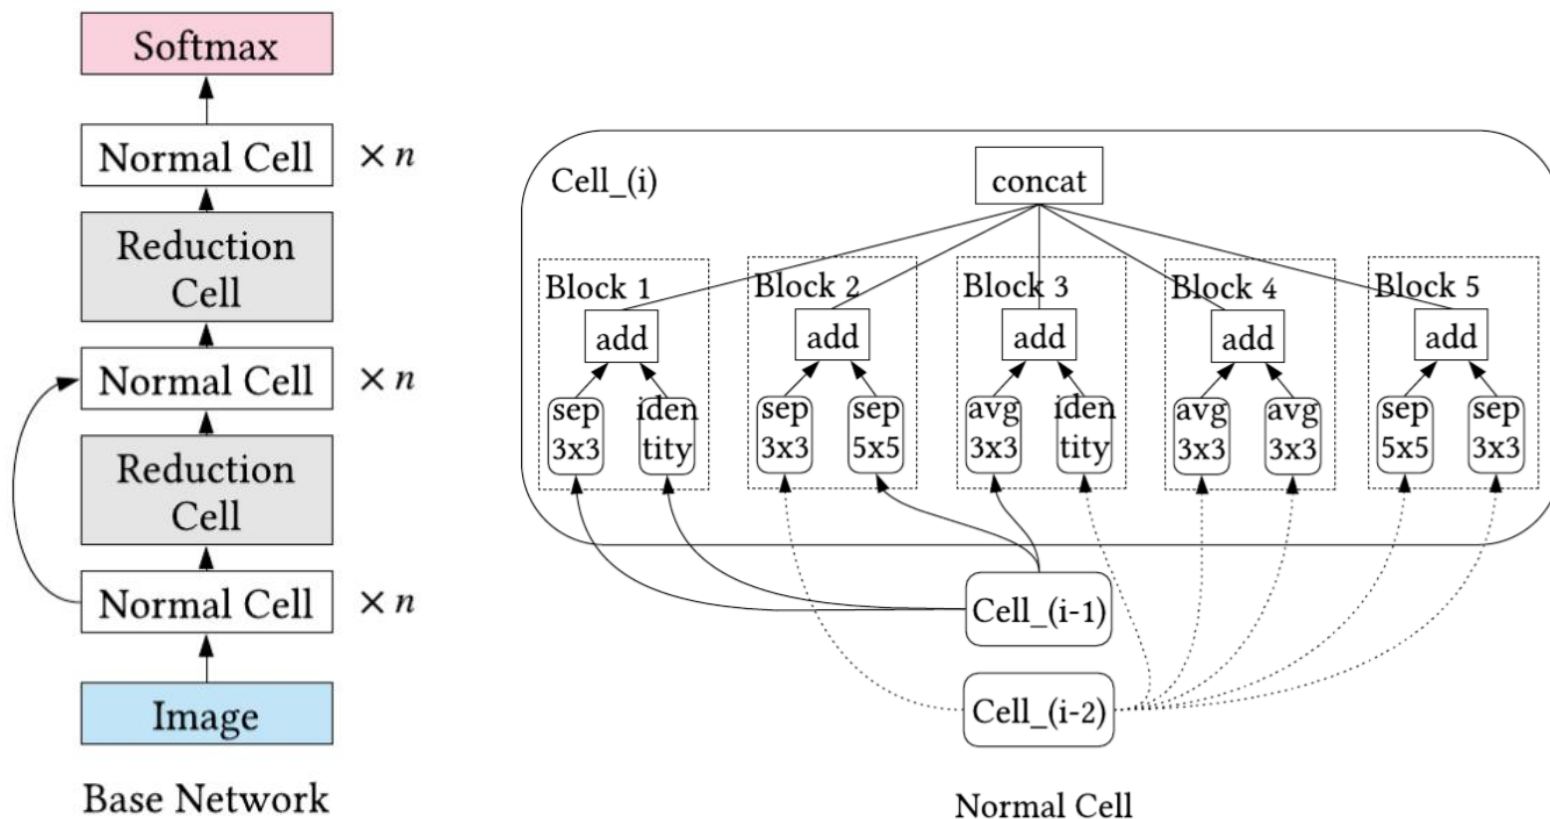 Softmax
Normal Cell × n
Reduction
Cell
Normal Cell × n
Reduction
Cell
Normal Cell × n
Image
Base Network
Cell_(i)
concat
Block 1
add
sep
3x3
iden
tity
Block 2
add
sep
3x3
sep
5x5
Block 3
add
avg
3x3
iden
tity
Block 4
add
avg
3x3
avg
3x3
Block 5
add
sep
5x5
sep
3x3
Cell_(i-1)
Cell_(i-2)
Normal Cell